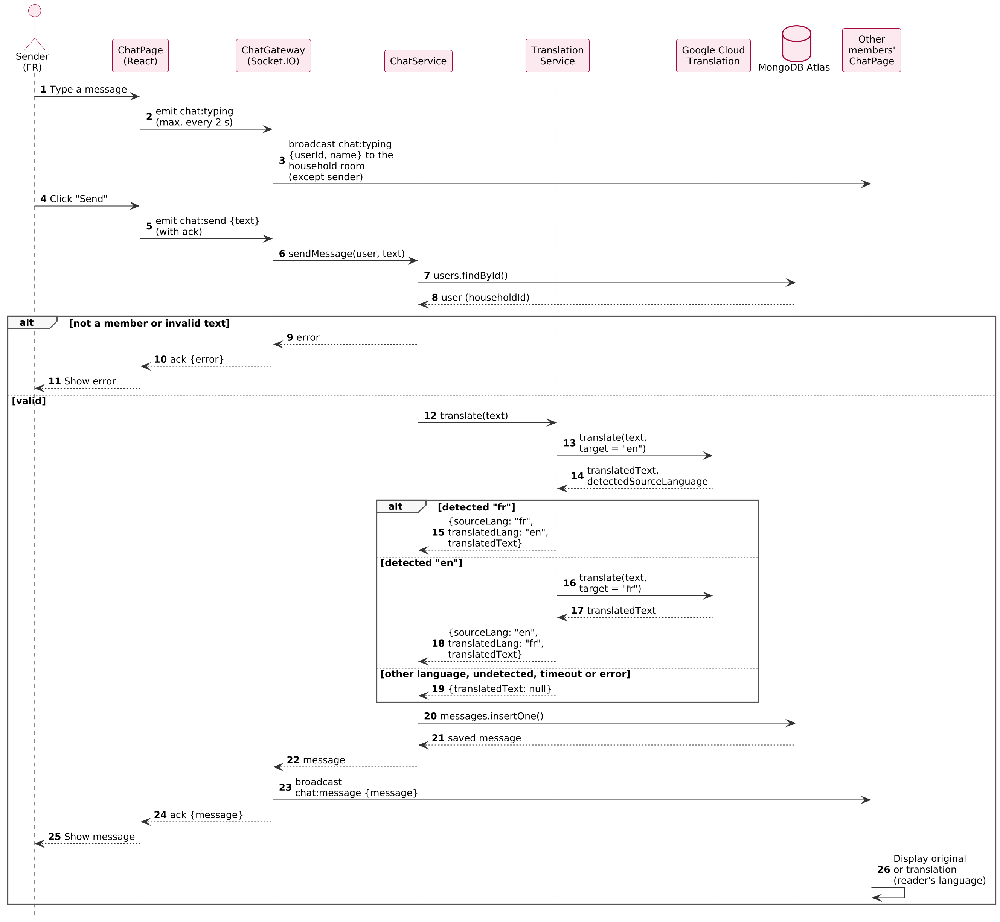 Sender
(FR)
ChatPage
(React)
ChatGateway
(Socket.IO)
ChatService
Translation
Service
Google Cloud
Translation
MongoDB Atlas
Other
members'
ChatPage
1 Type a message
2 emit chat:typing
(max. every 2 s)
3 broadcast chat:typing
{userId, name} to the
household room
(except sender)
4 Click "Send"
5 emit chat:send {text}
(with ack)
6 sendMessage(user, text)
7 users.findById()
8 user (householdId)
alt [not a member or invalid text]
9 error
10 ack {error}
11 Show error
[valid]
12 translate(text)
13 translate(text,
target = "en")
14 translatedText,
detectedSourceLanguage
alt [detected "fr"]
15 {sourceLang: "fr",
translatedLang: "en",
translatedText}
[detected "en"]
16 translate(text,
target = "fr")
17 translatedText
18 {sourceLang: "en",
translatedLang: "fr",
translatedText}
[other language, undetected, timeout or error]
19 {translatedText: null}
20 messages.insertOne()
21 saved message
22 message
23 broadcast
chat:message {message}
24 ack {message}
25 Show message
26 Display original
or translation
(reader's language)